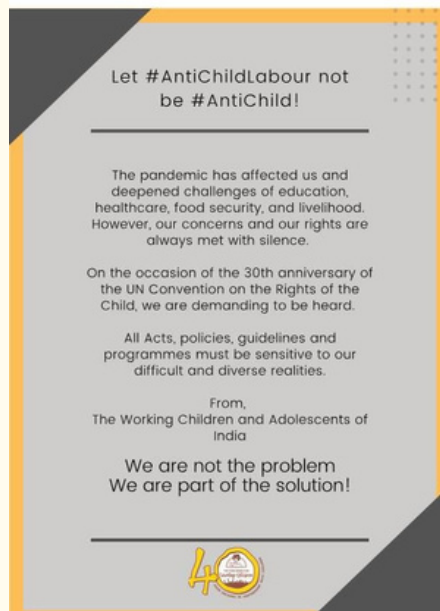 Let #AntiChildLabour not
be #AntiChild!
The pandemic has affected us and
deepened challenges of education,
healthcare, food security, and livelihood.
However, our concerns and our rights are
always met with silence.
On the occasion of the 30th anniversary of
the UN Convention on the Rights of the
Child, we are demanding to be heard.
All Acts, policies, guidelines and
programmes must be sensitive to our
difficult and diverse realities.
From,
The Working Children and Adolescents of
India
We are not the problem
We are part of the solution!
40